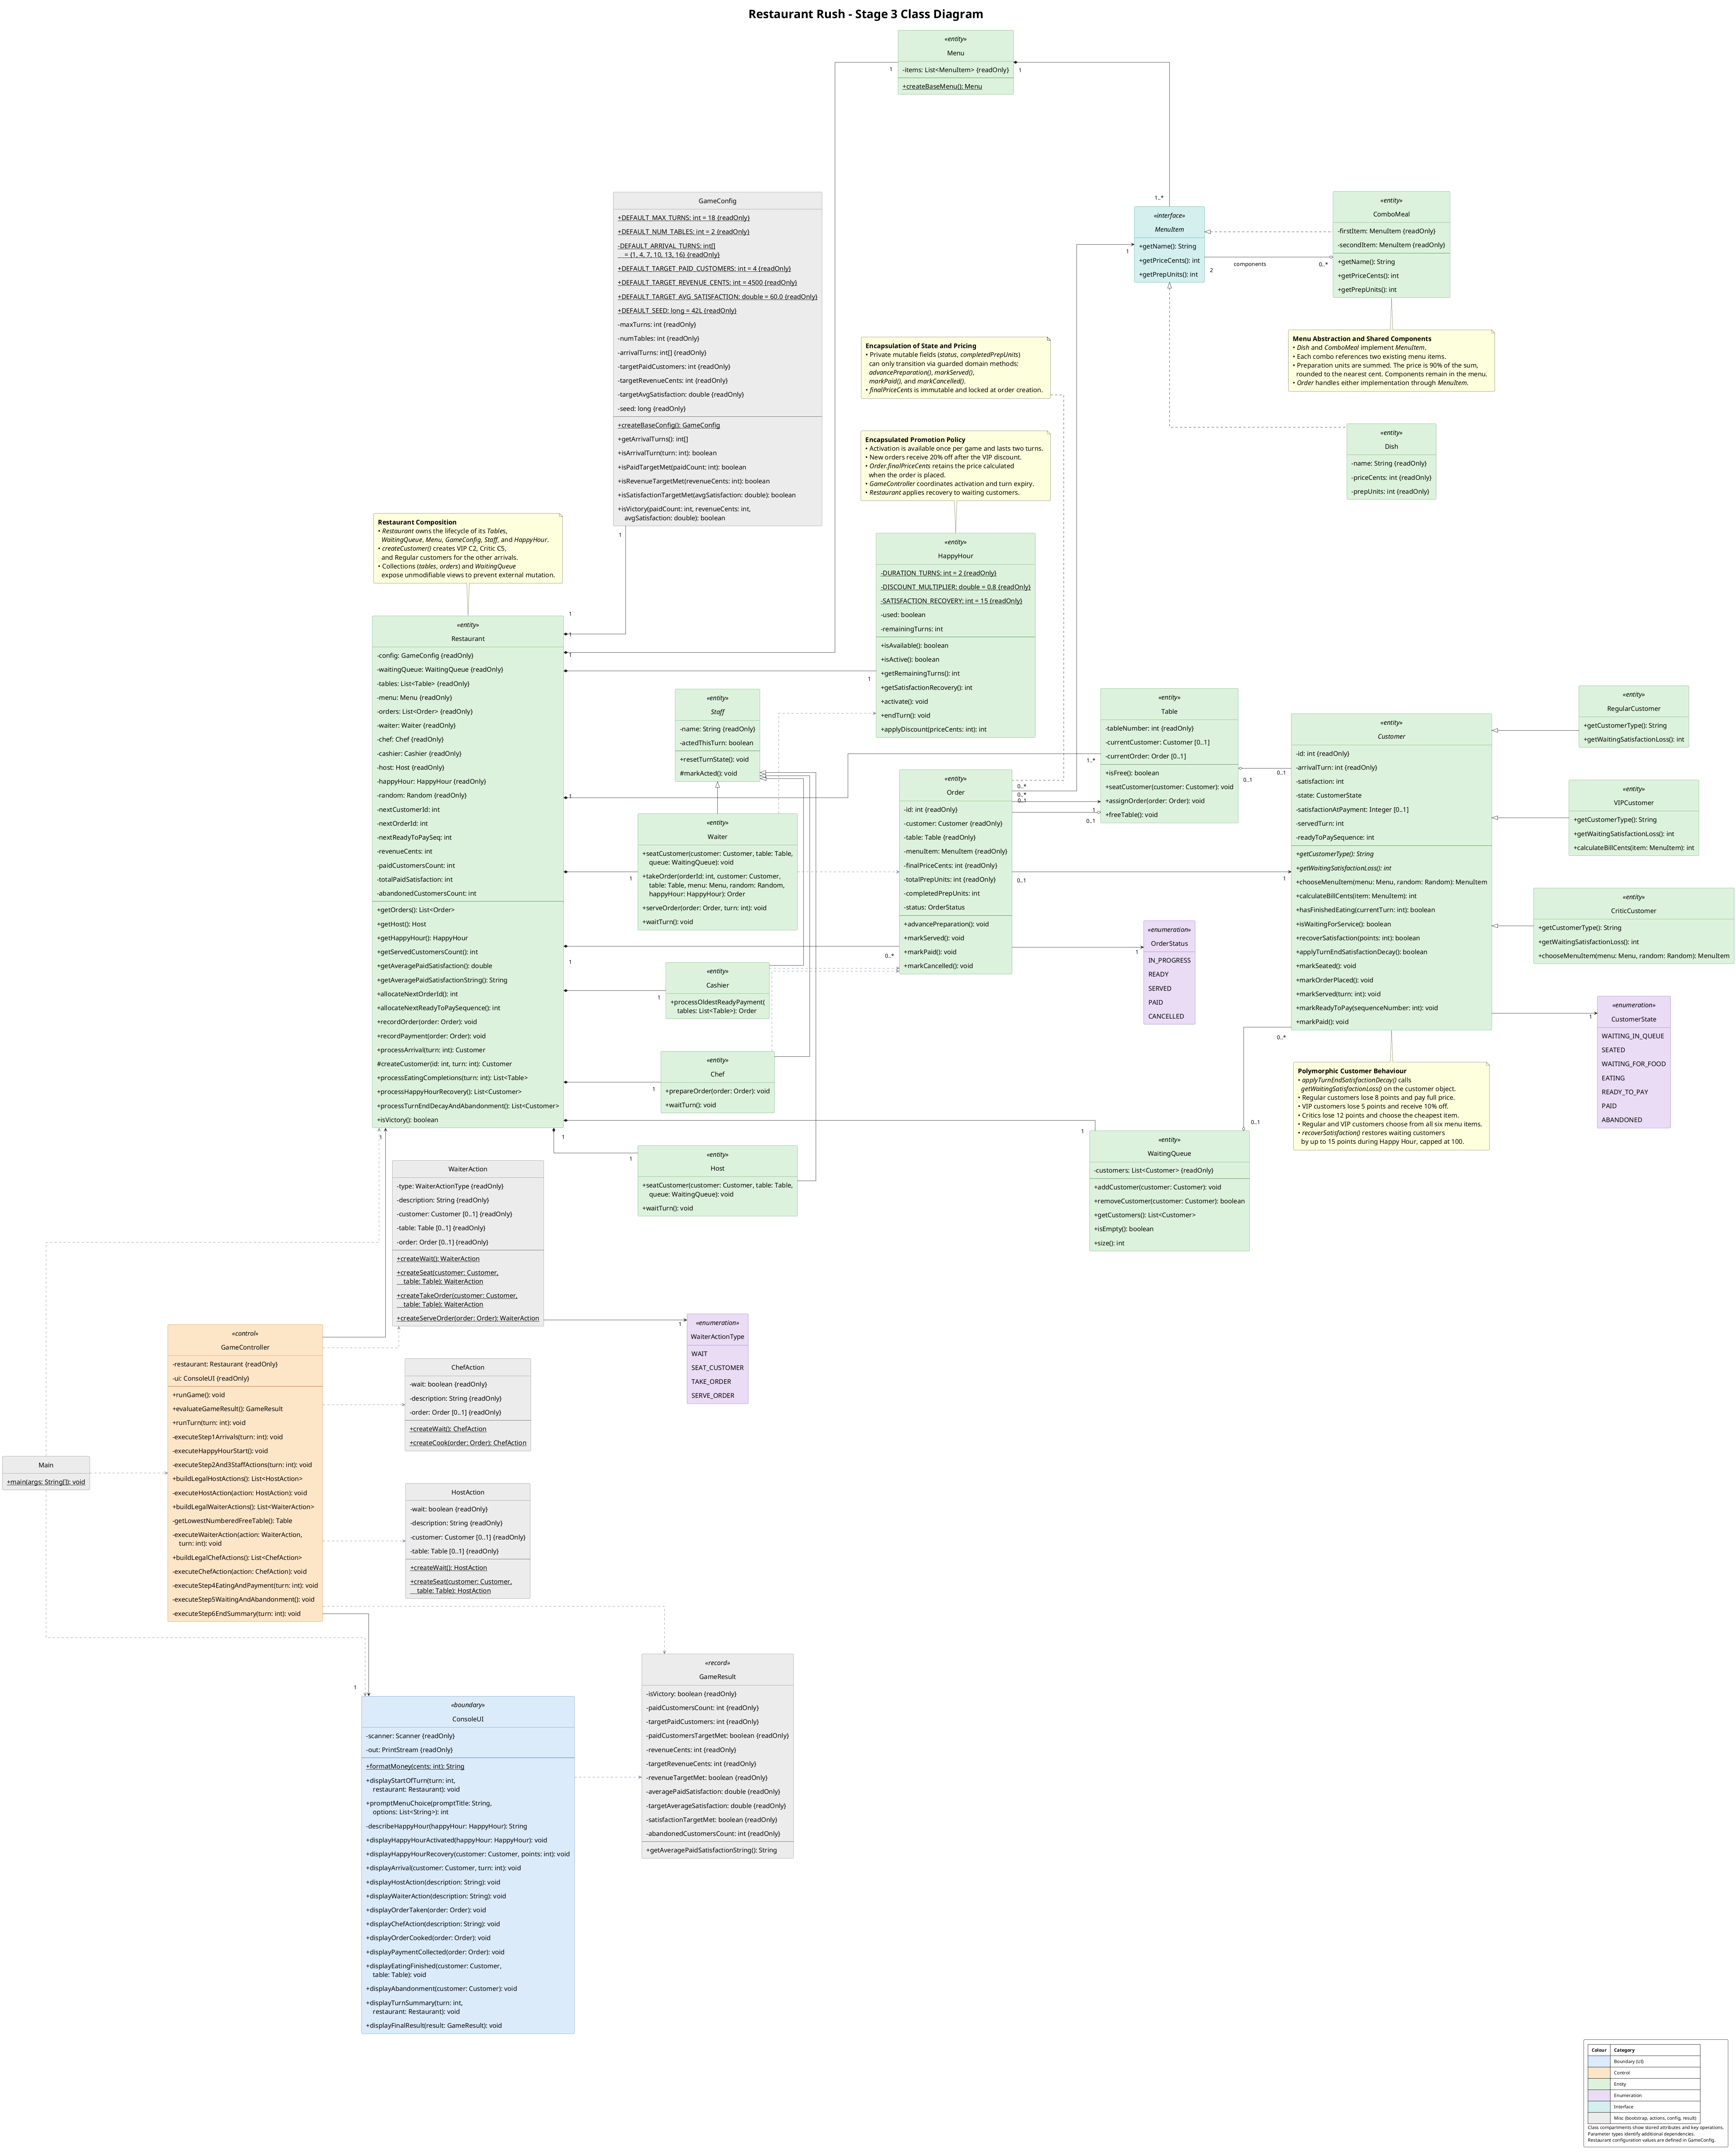 Restaurant Rush - Stage 3 Class Diagram
«entity»
Menu
-items: List<MenuItem> {readOnly}
+createBaseMenu(): Menu
1
1
1..*
GameConfig
+DEFAULT_MAX_TURNS: int = 18 {readOnly}
+DEFAULT_NUM_TABLES: int = 2 {readOnly}
-DEFAULT_ARRIVAL_TURNS: int[]
= {1, 4, 7, 10, 13, 16} {readOnly}
+DEFAULT_TARGET_PAID_CUSTOMERS: int = 4 {readOnly}
+DEFAULT_TARGET_REVENUE_CENTS: int = 4500 {readOnly}
+DEFAULT_TARGET_AVG_SATISFACTION: double = 60.0 {readOnly}
+DEFAULT_SEED: long = 42L {readOnly}
-maxTurns: int {readOnly}
-numTables: int {readOnly}
-arrivalTurns: int[] {readOnly}
-targetPaidCustomers: int {readOnly}
-targetRevenueCents: int {readOnly}
-targetAvgSatisfaction: double {readOnly}
-seed: long {readOnly}
+createBaseConfig(): GameConfig
+getArrivalTurns(): int[]
+isArrivalTurn(turn: int): boolean
+isPaidTargetMet(paidCount: int): boolean
+isRevenueTargetMet(revenueCents: int): boolean
+isSatisfactionTargetMet(avgSatisfaction: double): boolean
+isVictory(paidCount: int, revenueCents: int,
avgSatisfaction: double): boolean
1
«interface»
MenuItem
+getName(): String
+getPriceCents(): int
+getPrepUnits(): int
1
2
components
0..*
«entity»
ComboMeal
-firstItem: MenuItem {readOnly}
-secondItem: MenuItem {readOnly}
+getName(): String
+getPriceCents(): int
+getPrepUnits(): int
Menu Abstraction and Shared Components
• Dish and ComboMeal implement MenuItem.
• Each combo references two existing menu items.
• Preparation units are summed. The price is 90% of the sum,
rounded to the nearest cent. Components remain in the menu.
• Order handles either implementation through MenuItem.
«entity»
Dish
-name: String {readOnly}
-priceCents: int {readOnly}
-prepUnits: int {readOnly}
Encapsulation of State and Pricing
• Private mutable fields (status, completedPrepUnits)
can only transition via guarded domain methods:
advancePreparation(), markServed(),
markPaid(), and markCancelled().
• finalPriceCents is immutable and locked at order creation.
Encapsulated Promotion Policy
• Activation is available once per game and lasts two turns.
• New orders receive 20% off after the VIP discount.
• Order.finalPriceCents retains the price calculated
when the order is placed.
• GameController coordinates activation and turn expiry.
• Restaurant applies recovery to waiting customers.
«entity»
HappyHour
-DURATION_TURNS: int = 2 {readOnly}
-DISCOUNT_MULTIPLIER: double = 0.8 {readOnly}
-SATISFACTION_RECOVERY: int = 15 {readOnly}
-used: boolean
-remainingTurns: int
+isAvailable(): boolean
+isActive(): boolean
+getRemainingTurns(): int
+getSatisfactionRecovery(): int
+activate(): void
+endTurn(): void
+applyDiscount(priceCents: int): int
1
Restaurant Composition
• Restaurant owns the lifecycle of its Tables,
WaitingQueue, Menu, GameConfig, Staff, and HappyHour.
• createCustomer() creates VIP C2, Critic C5,
and Regular customers for the other arrivals.
• Collections (tables, orders) and WaitingQueue
expose unmodifiable views to prevent external mutation.
«entity»
Restaurant
-config: GameConfig {readOnly}
-waitingQueue: WaitingQueue {readOnly}
-tables: List<Table> {readOnly}
-menu: Menu {readOnly}
-orders: List<Order> {readOnly}
-waiter: Waiter {readOnly}
-chef: Chef {readOnly}
-cashier: Cashier {readOnly}
-host: Host {readOnly}
-happyHour: HappyHour {readOnly}
-random: Random {readOnly}
-nextCustomerId: int
-nextOrderId: int
-nextReadyToPaySeq: int
-revenueCents: int
-paidCustomersCount: int
-totalPaidSatisfaction: int
-abandonedCustomersCount: int
+getOrders(): List<Order>
+getHost(): Host
+getHappyHour(): HappyHour
+getServedCustomersCount(): int
+getAveragePaidSatisfaction(): double
+getAveragePaidSatisfactionString(): String
+allocateNextOrderId(): int
+allocateNextReadyToPaySequence(): int
+recordOrder(order: Order): void
+recordPayment(order: Order): void
+processArrival(turn: int): Customer
#createCustomer(id: int, turn: int): Customer
+processEatingCompletions(turn: int): List<Table>
+processHappyHourRecovery(): List<Customer>
+processTurnEndDecayAndAbandonment(): List<Customer>
+isVictory(): boolean
1
1
1
1
1
1
1
«entity»
Staff
-name: String {readOnly}
-actedThisTurn: boolean
+resetTurnState(): void
#markActed(): void
«entity»
Waiter
+seatCustomer(customer: Customer, table: Table,
queue: WaitingQueue): void
+takeOrder(orderId: int, customer: Customer,
table: Table, menu: Menu, random: Random,
happyHour: HappyHour): Order
+serveOrder(order: Order, turn: int): void
+waitTurn(): void
1
«entity»
Cashier
+processOldestReadyPayment(
tables: List<Table>): Order
1
«entity»
Chef
+prepareOrder(order: Order): void
+waitTurn(): void
1
«entity»
Host
+seatCustomer(customer: Customer, table: Table,
queue: WaitingQueue): void
+waitTurn(): void
1
«entity»
Order
-id: int {readOnly}
-customer: Customer {readOnly}
-table: Table {readOnly}
-menuItem: MenuItem {readOnly}
-finalPriceCents: int {readOnly}
-totalPrepUnits: int {readOnly}
-completedPrepUnits: int
-status: OrderStatus
+advancePreparation(): void
+markServed(): void
+markPaid(): void
+markCancelled(): void
0..*
0..*
0..1
0..1
0..*
«entity»
Table
-tableNumber: int {readOnly}
-currentCustomer: Customer [0..1]
-currentOrder: Order [0..1]
+isFree(): boolean
+seatCustomer(customer: Customer): void
+assignOrder(order: Order): void
+freeTable(): void
1..*
1
0..1
0..1
0..1
«enumeration»
OrderStatus
IN_PROGRESS
READY
SERVED
PAID
CANCELLED
1
«entity»
Customer
-id: int {readOnly}
-arrivalTurn: int {readOnly}
-satisfaction: int
-state: CustomerState
-satisfactionAtPayment: Integer [0..1]
-servedTurn: int
-readyToPaySequence: int
+getCustomerType(): String
+getWaitingSatisfactionLoss(): int
+chooseMenuItem(menu: Menu, random: Random): MenuItem
+calculateBillCents(item: MenuItem): int
+hasFinishedEating(currentTurn: int): boolean
+isWaitingForService(): boolean
+recoverSatisfaction(points: int): boolean
+applyTurnEndSatisfactionDecay(): boolean
+markSeated(): void
+markOrderPlaced(): void
+markServed(turn: int): void
+markReadyToPay(sequenceNumber: int): void
+markPaid(): void
1
0..*
«entity»
RegularCustomer
+getCustomerType(): String
+getWaitingSatisfactionLoss(): int
«entity»
VIPCustomer
+getCustomerType(): String
+getWaitingSatisfactionLoss(): int
+calculateBillCents(item: MenuItem): int
«entity»
CriticCustomer
+getCustomerType(): String
+getWaitingSatisfactionLoss(): int
+chooseMenuItem(menu: Menu, random: Random): MenuItem
«enumeration»
CustomerState
WAITING_IN_QUEUE
SEATED
WAITING_FOR_FOOD
EATING
READY_TO_PAY
PAID
ABANDONED
1
Polymorphic Customer Behaviour
• applyTurnEndSatisfactionDecay() calls
getWaitingSatisfactionLoss() on the customer object.
• Regular customers lose 8 points and pay full price.
• VIP customers lose 5 points and receive 10% off.
• Critics lose 12 points and choose the cheapest item.
• Regular and VIP customers choose from all six menu items.
• recoverSatisfaction() restores waiting customers
by up to 15 points during Happy Hour, capped at 100.
«entity»
WaitingQueue
-customers: List<Customer> {readOnly}
+addCustomer(customer: Customer): void
+removeCustomer(customer: Customer): boolean
+getCustomers(): List<Customer>
+isEmpty(): boolean
+size(): int
1
0..1
WaiterAction
-type: WaiterActionType {readOnly}
-description: String {readOnly}
-customer: Customer [0..1] {readOnly}
-table: Table [0..1] {readOnly}
-order: Order [0..1] {readOnly}
+createWait(): WaiterAction
+createSeat(customer: Customer,
table: Table): WaiterAction
+createTakeOrder(customer: Customer,
table: Table): WaiterAction
+createServeOrder(order: Order): WaiterAction
«enumeration»
WaiterActionType
WAIT
SEAT_CUSTOMER
TAKE_ORDER
SERVE_ORDER
1
«control»
GameController
-restaurant: Restaurant {readOnly}
-ui: ConsoleUI {readOnly}
+runGame(): void
+evaluateGameResult(): GameResult
+runTurn(turn: int): void
-executeStep1Arrivals(turn: int): void
-executeHappyHourStart(): void
-executeStep2And3StaffActions(turn: int): void
+buildLegalHostActions(): List<HostAction>
-executeHostAction(action: HostAction): void
+buildLegalWaiterActions(): List<WaiterAction>
-getLowestNumberedFreeTable(): Table
-executeWaiterAction(action: WaiterAction,
turn: int): void
+buildLegalChefActions(): List<ChefAction>
-executeChefAction(action: ChefAction): void
-executeStep4EatingAndPayment(turn: int): void
-executeStep5WaitingAndAbandonment(): void
-executeStep6EndSummary(turn: int): void
ChefAction
-wait: boolean {readOnly}
-description: String {readOnly}
-order: Order [0..1] {readOnly}
+createWait(): ChefAction
+createCook(order: Order): ChefAction
Main
+main(args: String[]): void
HostAction
-wait: boolean {readOnly}
-description: String {readOnly}
-customer: Customer [0..1] {readOnly}
-table: Table [0..1] {readOnly}
+createWait(): HostAction
+createSeat(customer: Customer,
table: Table): HostAction
«record»
GameResult
-isVictory: boolean {readOnly}
-paidCustomersCount: int {readOnly}
-targetPaidCustomers: int {readOnly}
-paidCustomersTargetMet: boolean {readOnly}
-revenueCents: int {readOnly}
-targetRevenueCents: int {readOnly}
-revenueTargetMet: boolean {readOnly}
-averagePaidSatisfaction: double {readOnly}
-targetAverageSatisfaction: double {readOnly}
-satisfactionTargetMet: boolean {readOnly}
-abandonedCustomersCount: int {readOnly}
+getAveragePaidSatisfactionString(): String
1
«boundary»
ConsoleUI
-scanner: Scanner {readOnly}
-out: PrintStream {readOnly}
+formatMoney(cents: int): String
+displayStartOfTurn(turn: int,
restaurant: Restaurant): void
+promptMenuChoice(promptTitle: String,
options: List<String>): int
-describeHappyHour(happyHour: HappyHour): String
+displayHappyHourActivated(happyHour: HappyHour): void
+displayHappyHourRecovery(customer: Customer, points: int): void
+displayArrival(customer: Customer, turn: int): void
+displayHostAction(description: String): void
+displayWaiterAction(description: String): void
+displayOrderTaken(order: Order): void
+displayChefAction(description: String): void
+displayOrderCooked(order: Order): void
+displayPaymentCollected(order: Order): void
+displayEatingFinished(customer: Customer,
table: Table): void
+displayAbandonment(customer: Customer): void
+displayTurnSummary(turn: int,
restaurant: Restaurant): void
+displayFinalResult(result: GameResult): void
Colour Category
Boundary (UI)
Control
Entity
Enumeration
Interface
Misc (bootstrap, actions, config, result)
Class compartments show stored attributes and key operations.
Parameter types identify additional dependencies.
Restaurant configuration values are defined in GameConfig.